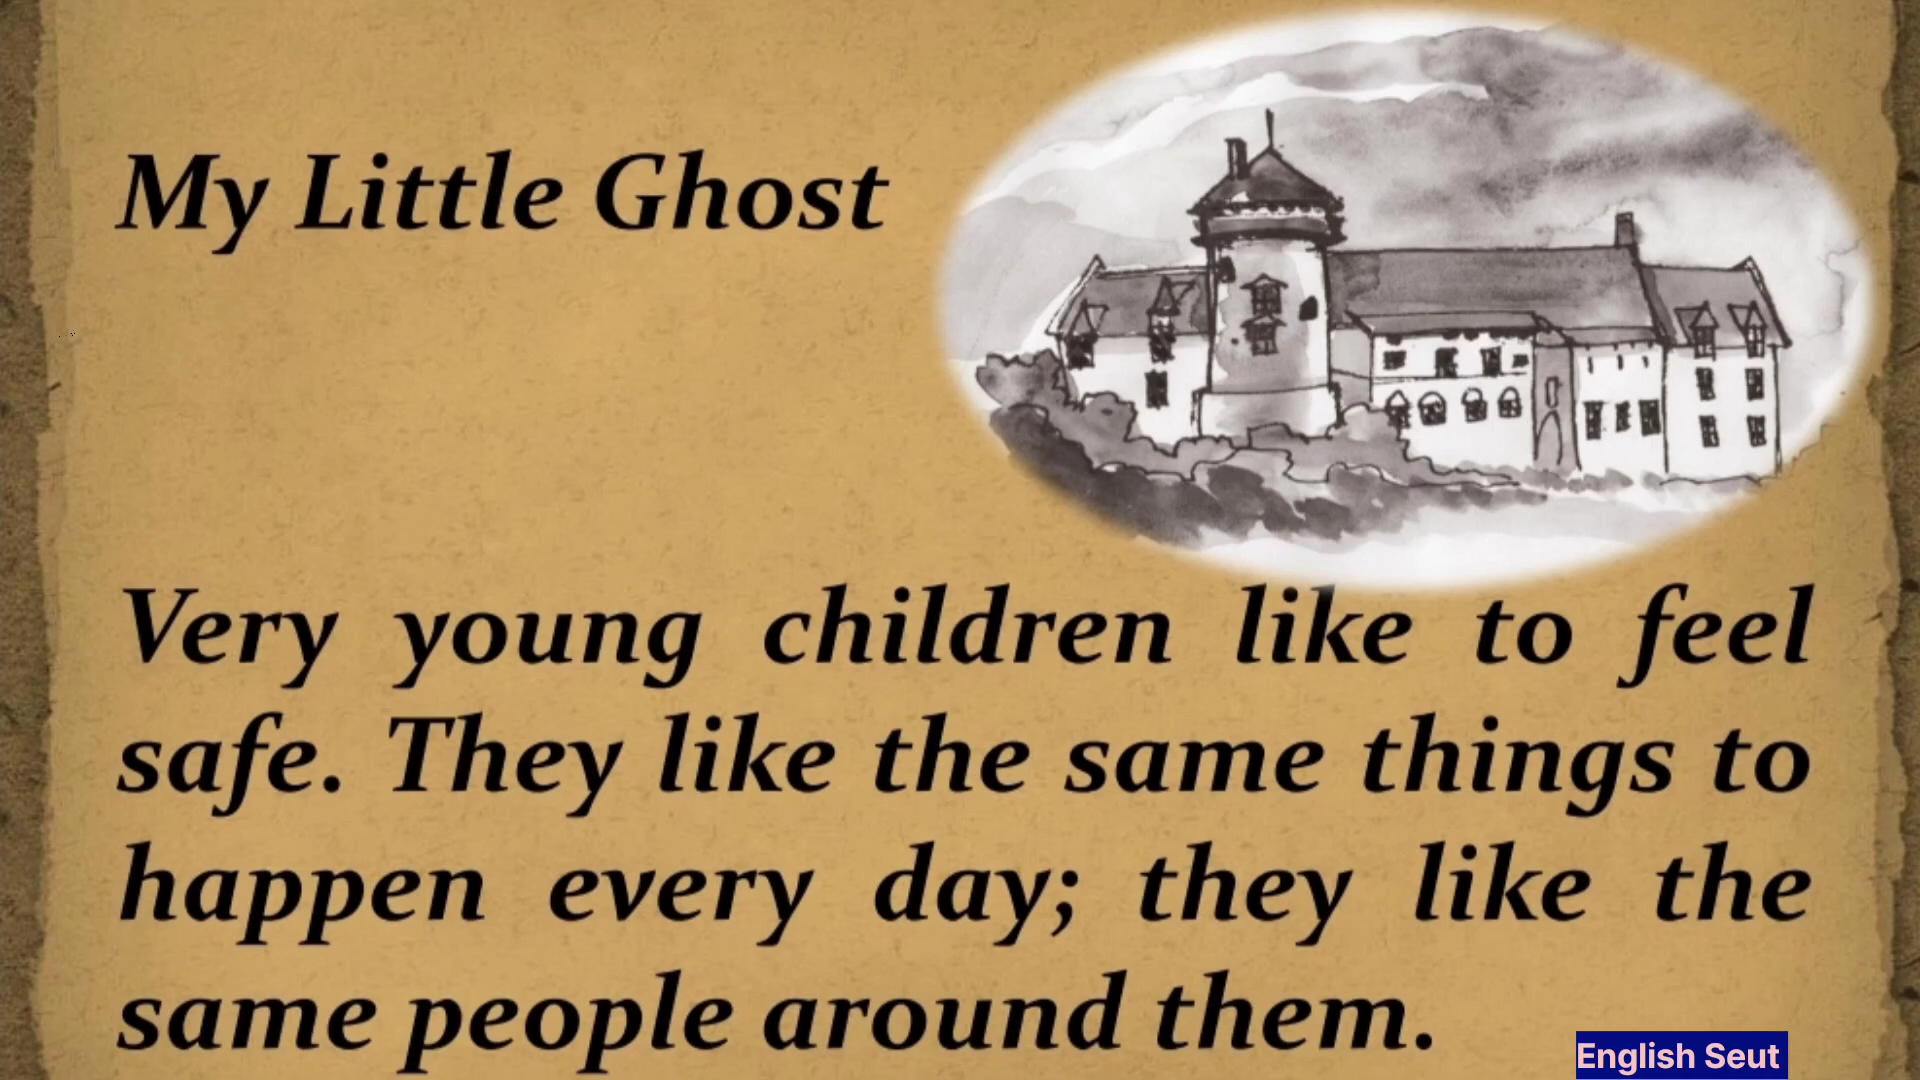 My Little Ghost
Very young children like to feel
safe. They like the same things to
happen every day; they like the
same people around them.
English Seut